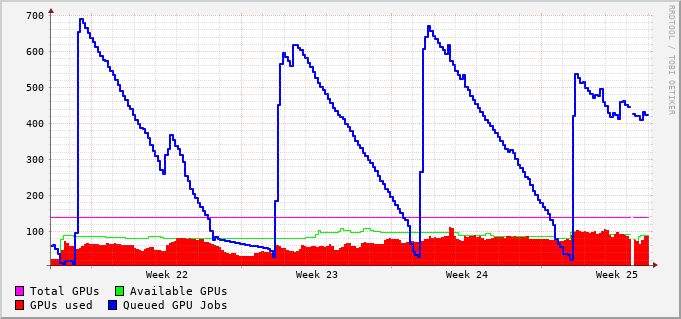 700
600
500
400
300
200
100
Week 22 Week 23 Week 24 Week 25
Total GPUs Available GPUs
GPUs used Queued GPU Jobs
RRDTOOL / TOBI OETIKER